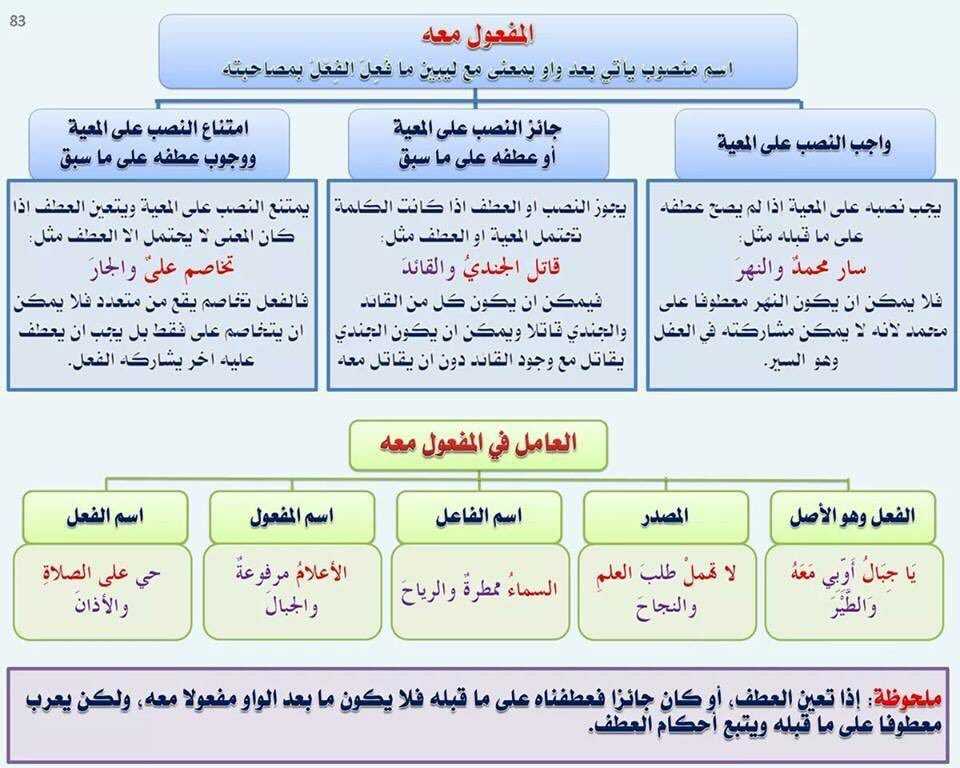 83
المفعول معه
اسم منصوب يأتي بعد واو بمعنى مع ليبين ما فُعِلَ الفِعْلُ بمصاحبته
واجب النصب على المعية
يجب نصبه على المعية اذا لم يصح عطفه
على ما قبله مثل:
سار محمدٌ والنهرَ
فلا يمكن ان يكون النهر معطوفا على
محمد لانه لا يمكن مشاركته في العفل
وهو السير.
جائز النصب على المعية
أو عطفه على ما سبق
يجوز النصب او العطف اذا كانت الكلمة
تحتمل المعية او العطف مثل:
قاتل الجنديُ والقائدَ
فيمكن ان يكون كل من القائد
والجندي قاتلا ويمكن ان يكون الجندي
يقاتل مع وجود القائد دون ان يقاتل معه
امتناع النصب على المعية
ووجوب عطفه على ما سبق
يمتنع النصب على المعية ويتعين العطف اذا
كان المعنى لا يحتمل الا العطف مثل:
تخاصم علىٌ والجارَ
فالفعل تخاصم يقع من متعدد فلا يمكن
ان يتخاصم على فقط بل يجب ان يعطف
عليه اخر يشاركه الفعل.
العامل في المفعول معه
الفعل وهو الأصل
يَا جِبَالُ أَوِّبِي مَعَهُ
وَالطَّيْرَ
المصدر
لا تهملْ طلبَ العلمِ
والنجاحَ
اسم الفاعل
السماءُ ممطرةٌ والرياحَ
اسم المفعول
الأعلامُ مرفوعةٌ
والجبالَ
اسم الفعل
حي على الصلاةِ
والأذانَ
ملحوظة: إذا تعين العطف، أو كان جائزا فعطفناه على ما قبله فلا يكون ما بعد الواو مفعولا معه، ولكن يعرب
معطوفا على ما قبله ويتبع أحكام العطف.